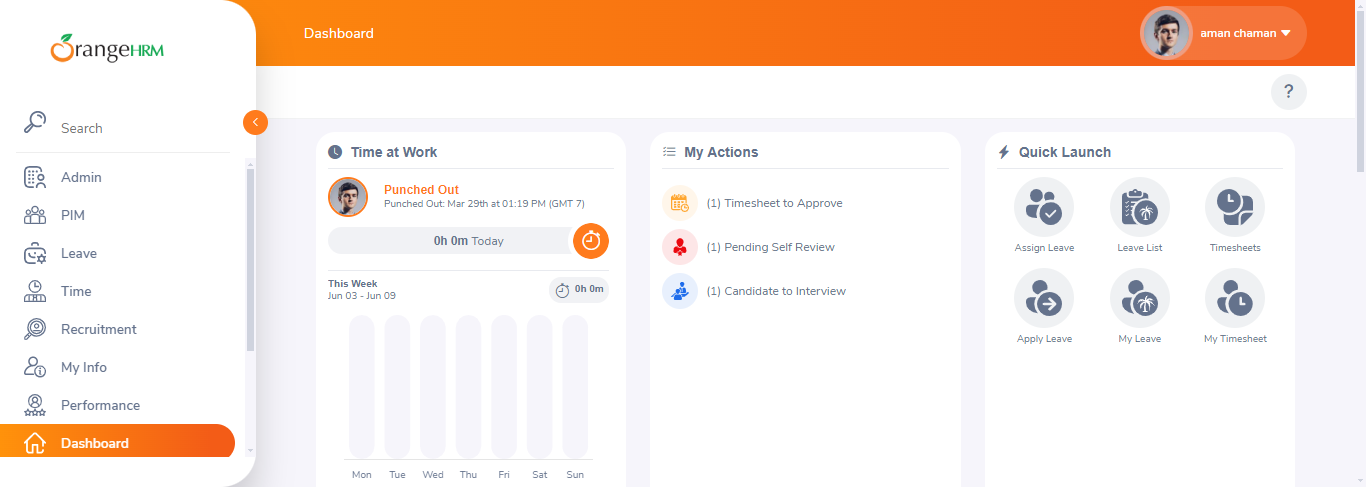 OrangeHRM
Dashboard
aman chaman
?
Search
Admin
PIM
Leave
Time
Recruitment
My Info
Performance
Dashboard
Time at Work
Punched Out
Punched Out: Mar 29th at 01:19 PM (GMT 7)
0h 0m Today
This Week
Jun 03 - Jun 09
0h 0m
Mon Tue Wed Thu Fri Sat Sun
My Actions
(1) Timesheet to Approve
(1) Pending Self Review
(1) Candidate to Interview
Quick Launch
Assign Leave Leave List Timesheets
Apply Leave My Leave My Timesheet